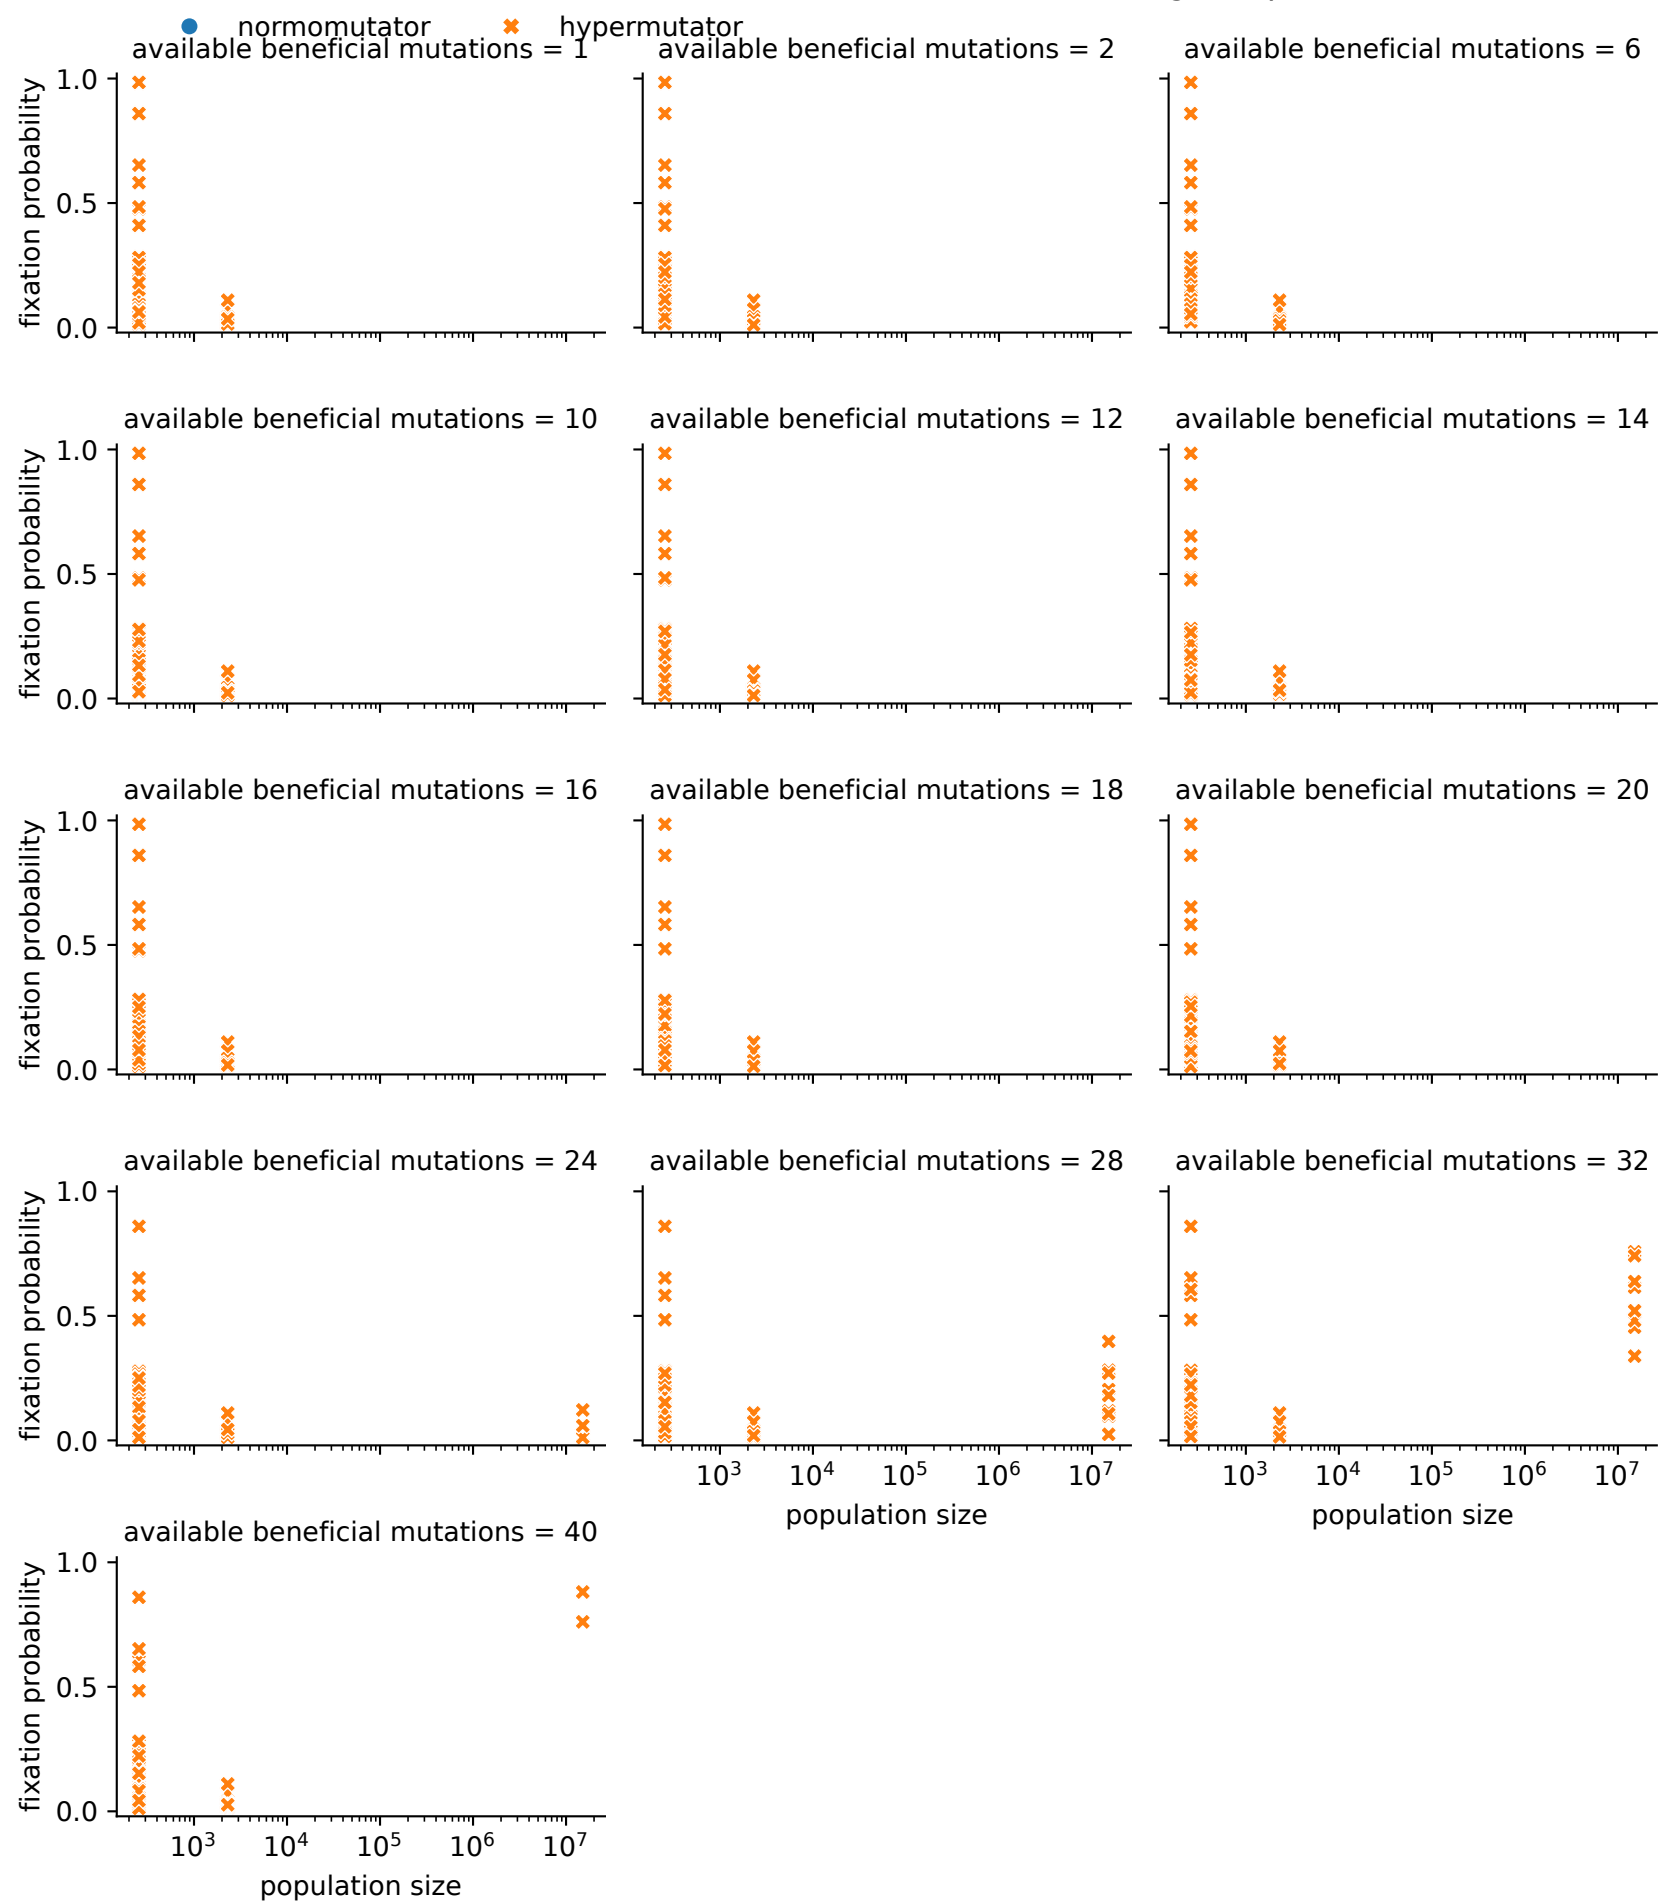 normomutator hypermutator
available beneficial mutations = 1 available beneficial mutations = 2 available beneficial mutations = 6
fixation probability
1.0
0.5
0.0
available beneficial mutations = 10 available beneficial mutations = 12 available beneficial mutations = 14
fixation probability
1.0
0.5
0.0
available beneficial mutations = 16 available beneficial mutations = 18 available beneficial mutations = 20
fixation probability
1.0
0.5
0.0
available beneficial mutations = 24 available beneficial mutations = 28 available beneficial mutations = 32
fixation probability
1.0
0.5
0.0
10³ 10⁴ 10⁵ 10⁶ 10⁷ 10³ 10⁴ 10⁵ 10⁶ 10⁷
population size population size
available beneficial mutations = 40
fixation probability
1.0
0.5
0.0
10³ 10⁴ 10⁵ 10⁶ 10⁷
population size